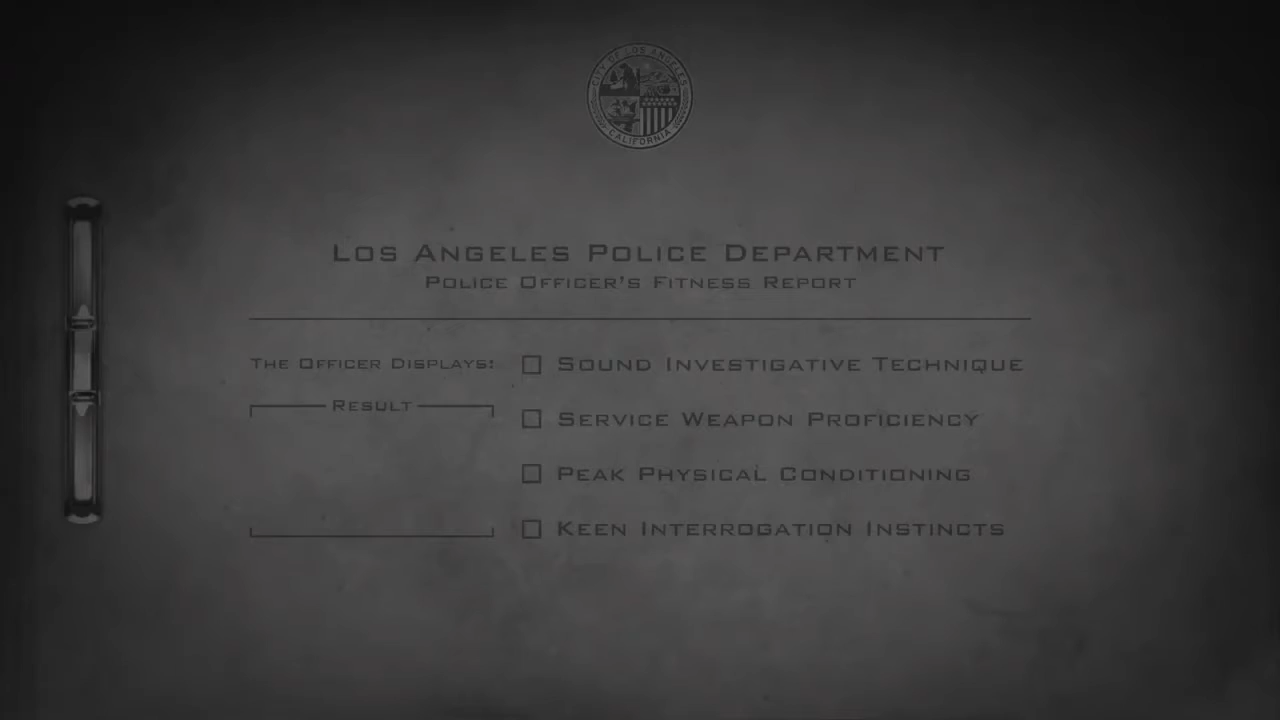 CITY OF LOS ANGELES
CALIFORNIA
LOS ANGELES POLICE DEPARTMENT
POLICE OFFICER'S FITNESS REPORT
THE OFFICER DISPLAYS:
SOUND INVESTIGATIVE TECHNIQUE
RESULT
SERVICE WEAPON PROFICIENCY
PEAK PHYSICAL CONDITIONING
KEEN INTERROGATION INSTINCTS